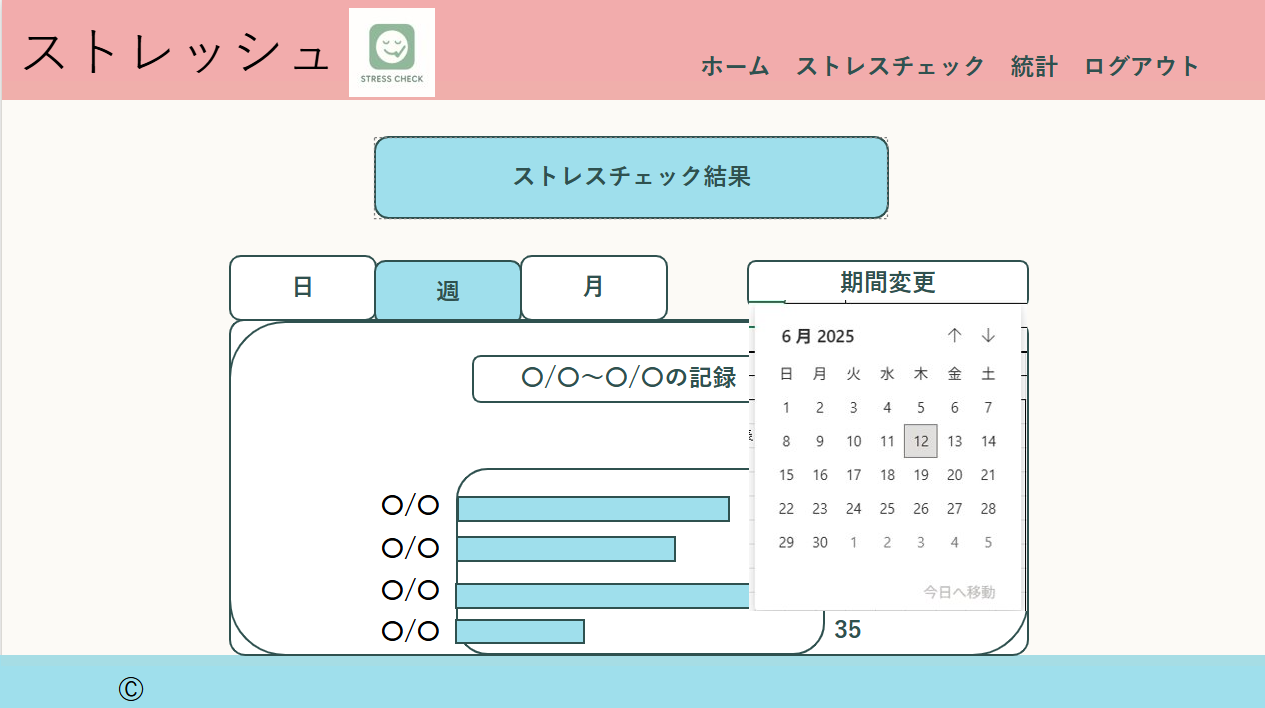 ストレッシュ
STRESS CHECK
ホーム ストレスチェック 統計 ログアウト
ストレスチェック結果
日 週 月 期間変更
6 月 2025
日 月 火 水 木 金 土
〇/〇～〇/〇の記録
1 2 3 4 5 6 7
8 9 10 11 12 13 14
15 16 17 18 19 20 21
〇/〇 22 23 24 25 26 27 28
〇/〇 29 30 1 2 3 4 5
〇/〇 今日へ移動
〇/〇 35
Ⓒ